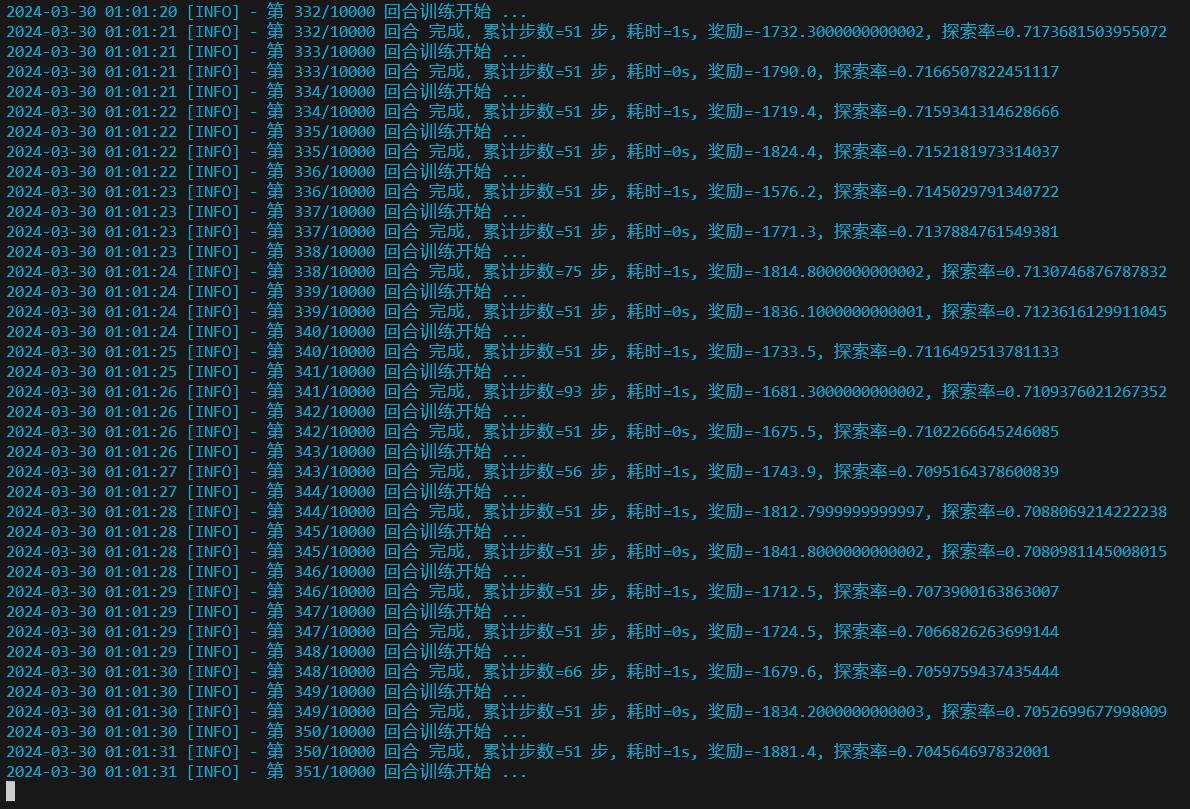 2024-03-30 01:01:20 [INFO] - 第 332/10000 回合训练开始 ...
2024-03-30 01:01:21 [INFO] - 第 332/10000 回合 完成, 累计步数=51 步, 耗时=1s, 奖励=-1732.3000000000002, 探索率=0.7173681503955072
2024-03-30 01:01:21 [INFO] - 第 333/10000 回合训练开始 ...
2024-03-30 01:01:21 [INFO] - 第 333/10000 回合 完成, 累计步数=51 步, 耗时=0s, 奖励=-1790.0, 探索率=0.7166507822451117
2024-03-30 01:01:21 [INFO] - 第 334/10000 回合训练开始 ...
2024-03-30 01:01:22 [INFO] - 第 334/10000 回合 完成, 累计步数=51 步, 耗时=1s, 奖励=-1719.4, 探索率=0.7159341314628666
2024-03-30 01:01:22 [INFO] - 第 335/10000 回合训练开始 ...
2024-03-30 01:01:22 [INFO] - 第 335/10000 回合 完成, 累计步数=51 步, 耗时=0s, 奖励=-1824.4, 探索率=0.7152181973314037
2024-03-30 01:01:22 [INFO] - 第 336/10000 回合训练开始 ...
2024-03-30 01:01:23 [INFO] - 第 336/10000 回合 完成, 累计步数=51 步, 耗时=1s, 奖励=-1576.2, 探索率=0.7145029791340722
2024-03-30 01:01:23 [INFO] - 第 337/10000 回合训练开始 ...
2024-03-30 01:01:23 [INFO] - 第 337/10000 回合 完成, 累计步数=51 步, 耗时=0s, 奖励=-1771.3, 探索率=0.7137884761549381
2024-03-30 01:01:23 [INFO] - 第 338/10000 回合训练开始 ...
2024-03-30 01:01:24 [INFO] - 第 338/10000 回合 完成, 累计步数=75 步, 耗时=1s, 奖励=-1814.8000000000002, 探索率=0.7130746876787832
2024-03-30 01:01:24 [INFO] - 第 339/10000 回合训练开始 ...
2024-03-30 01:01:24 [INFO] - 第 339/10000 回合 完成, 累计步数=51 步, 耗时=0s, 奖励=-1836.1000000000001, 探索率=0.7123616129911045
2024-03-30 01:01:24 [INFO] - 第 340/10000 回合训练开始 ...
2024-03-30 01:01:25 [INFO] - 第 340/10000 回合 完成, 累计步数=51 步, 耗时=1s, 奖励=-1733.5, 探索率=0.7116492513781133
2024-03-30 01:01:25 [INFO] - 第 341/10000 回合训练开始 ...
2024-03-30 01:01:26 [INFO] - 第 341/10000 回合 完成, 累计步数=93 步, 耗时=1s, 奖励=-1681.3000000000002, 探索率=0.7109376021267352
2024-03-30 01:01:26 [INFO] - 第 342/10000 回合训练开始 ...
2024-03-30 01:01:26 [INFO] - 第 342/10000 回合 完成, 累计步数=51 步, 耗时=0s, 奖励=-1675.5, 探索率=0.7102266645246085
2024-03-30 01:01:26 [INFO] - 第 343/10000 回合训练开始 ...
2024-03-30 01:01:27 [INFO] - 第 343/10000 回合 完成, 累计步数=56 步, 耗时=1s, 奖励=-1743.9, 探索率=0.7095164378600839
2024-03-30 01:01:27 [INFO] - 第 344/10000 回合训练开始 ...
2024-03-30 01:01:28 [INFO] - 第 344/10000 回合 完成, 累计步数=51 步, 耗时=1s, 奖励=-1812.7999999999997, 探索率=0.7088069214222238
2024-03-30 01:01:28 [INFO] - 第 345/10000 回合训练开始 ...
2024-03-30 01:01:28 [INFO] - 第 345/10000 回合 完成, 累计步数=51 步, 耗时=0s, 奖励=-1841.8000000000002, 探索率=0.7080981145008015
2024-03-30 01:01:28 [INFO] - 第 346/10000 回合训练开始 ...
2024-03-30 01:01:29 [INFO] - 第 346/10000 回合 完成, 累计步数=51 步, 耗时=1s, 奖励=-1712.5, 探索率=0.7073900163863007
2024-03-30 01:01:29 [INFO] - 第 347/10000 回合训练开始 ...
2024-03-30 01:01:29 [INFO] - 第 347/10000 回合 完成, 累计步数=51 步, 耗时=0s, 奖励=-1724.5, 探索率=0.7066826263699144
2024-03-30 01:01:29 [INFO] - 第 348/10000 回合训练开始 ...
2024-03-30 01:01:30 [INFO] - 第 348/10000 回合 完成, 累计步数=66 步, 耗时=1s, 奖励=-1679.6, 探索率=0.7059759437435444
2024-03-30 01:01:30 [INFO] - 第 349/10000 回合训练开始 ...
2024-03-30 01:01:30 [INFO] - 第 349/10000 回合 完成, 累计步数=51 步, 耗时=0s, 奖励=-1834.2000000000003, 探索率=0.7052699677998009
2024-03-30 01:01:30 [INFO] - 第 350/10000 回合训练开始 ...
2024-03-30 01:01:31 [INFO] - 第 350/10000 回合 完成, 累计步数=51 步, 耗时=1s, 奖励=-1881.4, 探索率=0.704564697832001
2024-03-30 01:01:31 [INFO] - 第 351/10000 回合训练开始 ...